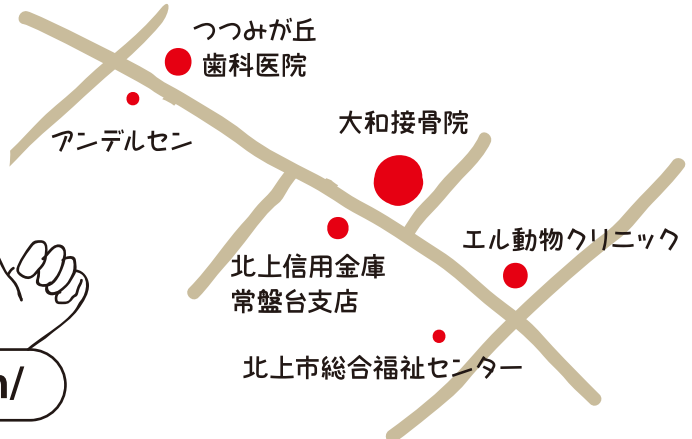 つつみが丘
歯科医院
アンデルセン
大和接骨院
エル動物クリニック
北上信用金庫
常盤台支店
北上市総合福祉センター
n/